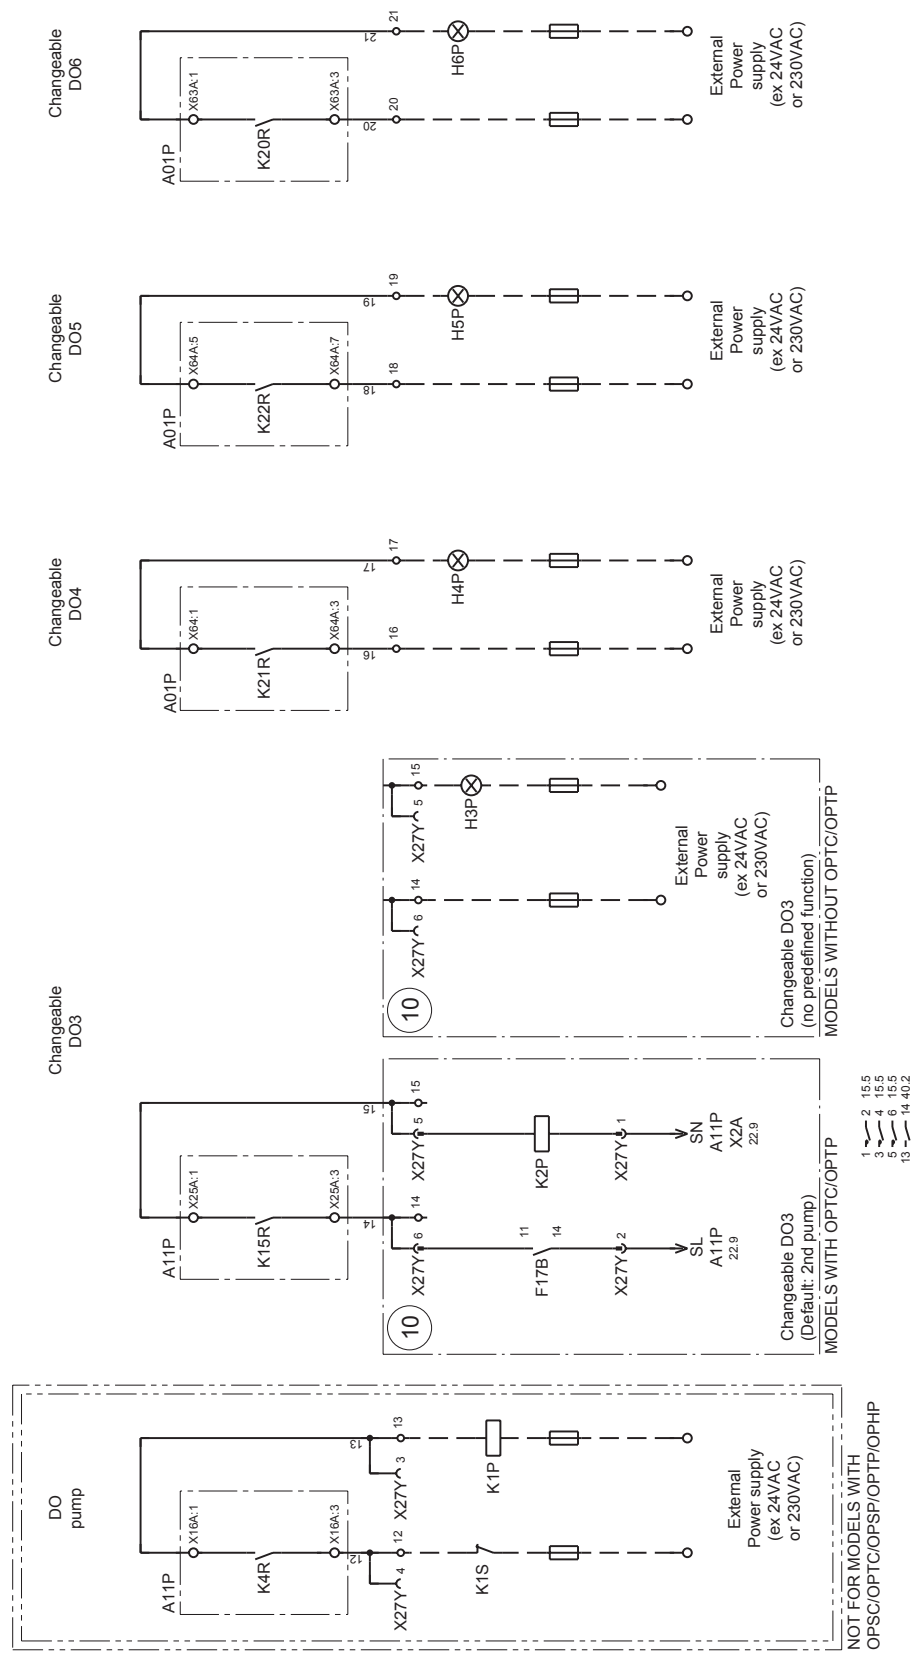 DO
pump
A11P
X16A:1
K4R
X16A:3
12
13
X27Y
4
12
X27Y
3
13
K1S
K1P
External
Power supply
(ex 24VAC
or 230VAC)
NOT FOR MODELS WITH
OPSC/OPTC/OPSP/OPTP/OPHP
Changeable
DO3
A11P
X25A:1
K15R
X25A:3
14
15
10
X27Y
6
14
X27Y
5
15
F17B
11
14
K2P
X27Y
2
X27Y
1
SL
A11P
22.9
SN
A11P
X2A
22.9
Changeable DO3
(Default: 2nd pump)
MODELS WITH OPTC/OPTP
1 2 15.5
3 4 15.5
5 6 15.5
13 14 40.2
10
X27Y
6
14
X27Y
5
15
H3P
External
Power
supply
(ex 24VAC
or 230VAC)
Changeable DO3
(no predefined function)
MODELS WITHOUT OPTC/OPTP
Changeable
DO4
A01P
X64:1
K21R
X64A:3
16
17
16
17
H4P
External
Power
supply
(ex 24VAC
or 230VAC)
Changeable
DO5
A01P
X64A:5
K22R
X64A:7
18
19
18
19
H5P
External
Power
supply
(ex 24VAC
or 230VAC)
Changeable
DO6
A01P
X63A:1
K20R
X63A:3
20
21
20
21
H6P
External
Power
supply
(ex 24VAC
or 230VAC)